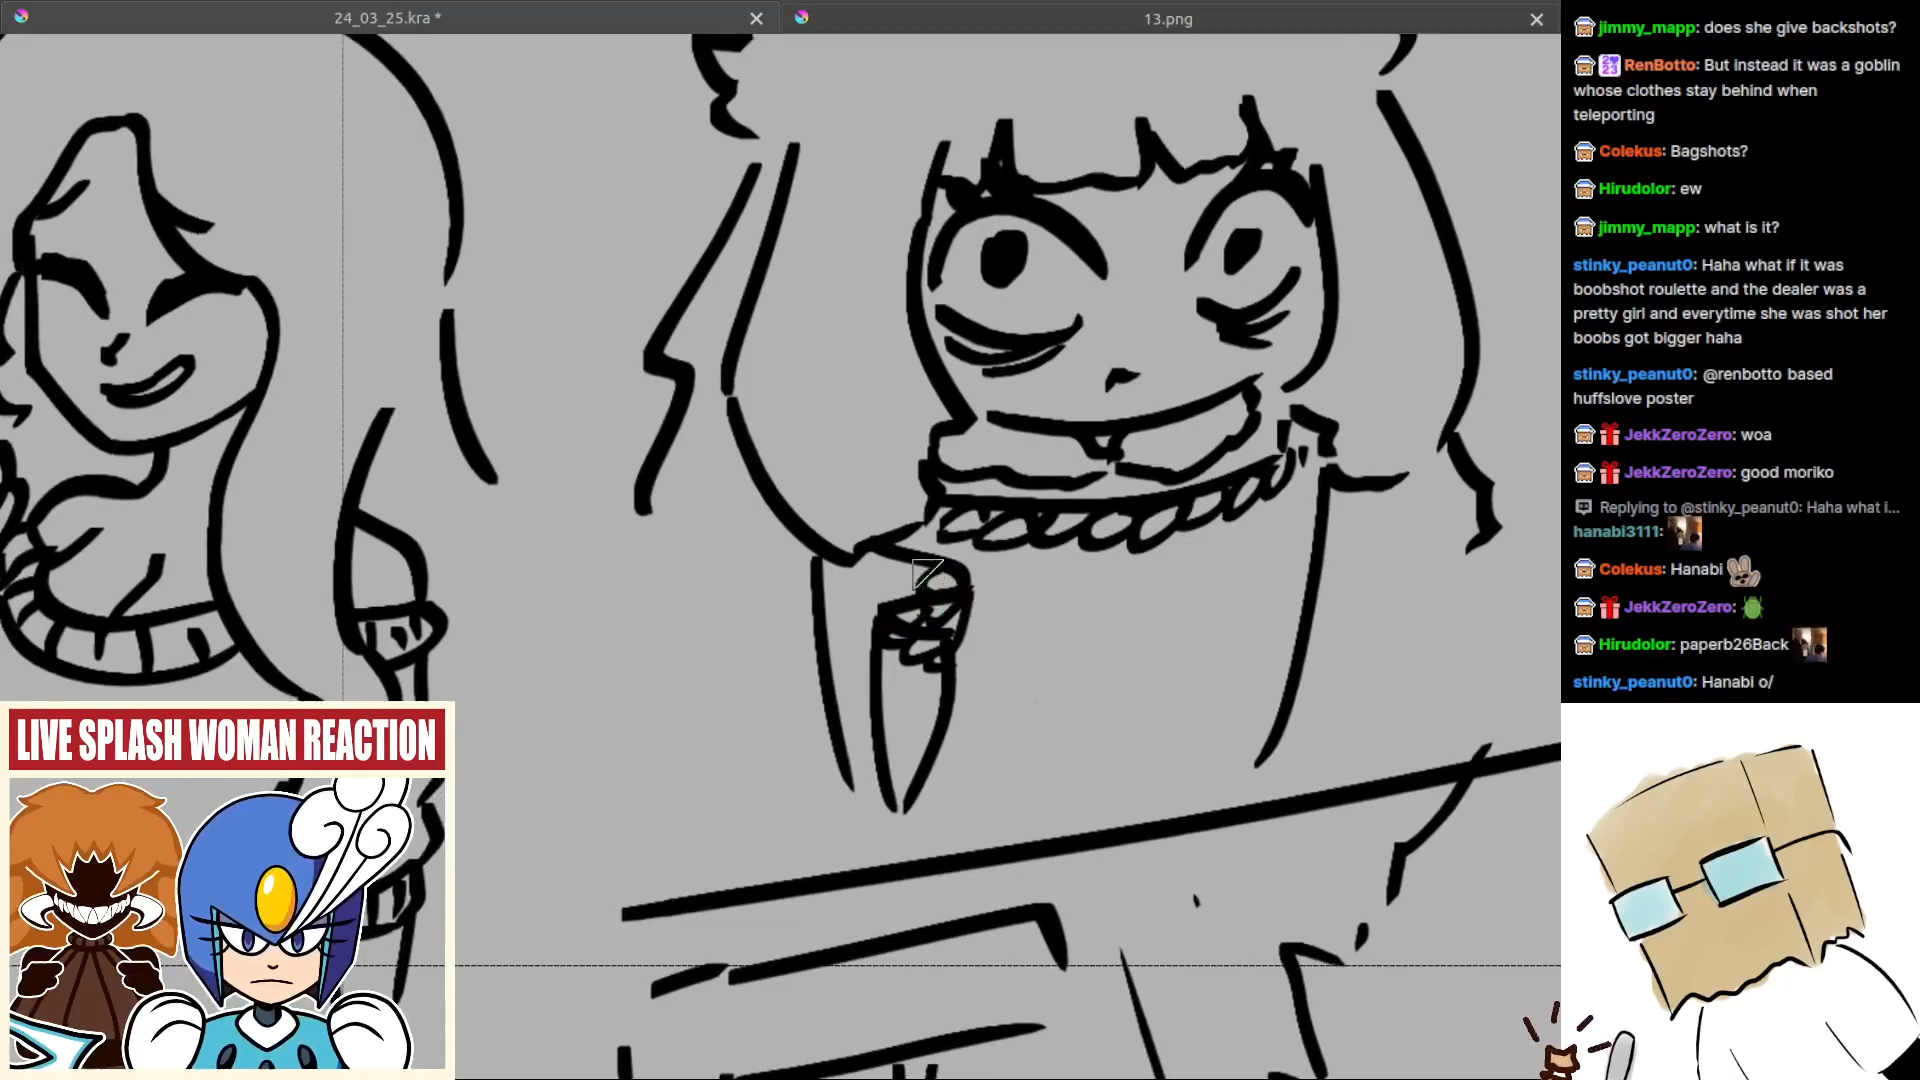 24_03_25.kra *
13.png
jimmy_mapp: does she give backshots?
RenBotto: But instead it was a goblin
whose clothes stay behind when
teleporting
Colekus: Bagshots?
Hirudolor: ew
jimmy_mapp: what is it?
stinky_peanut0: Haha what if it was
boobshot roulette and the dealer was a
pretty girl and everytime she was shot her
boobs got bigger haha
stinky_peanut0: @renbotto based
huffslove poster
JekkZeroZero: woa
JekkZeroZero: good moriko
Replying to @stinky_peanut0: Haha what i...
hanabi3111:
Colekus: Hanabi
JekkZeroZero:
Hirudolor: paperb26Back
stinky_peanut0: Hanabi o/
LIVE SPLASH WOMAN REACTION